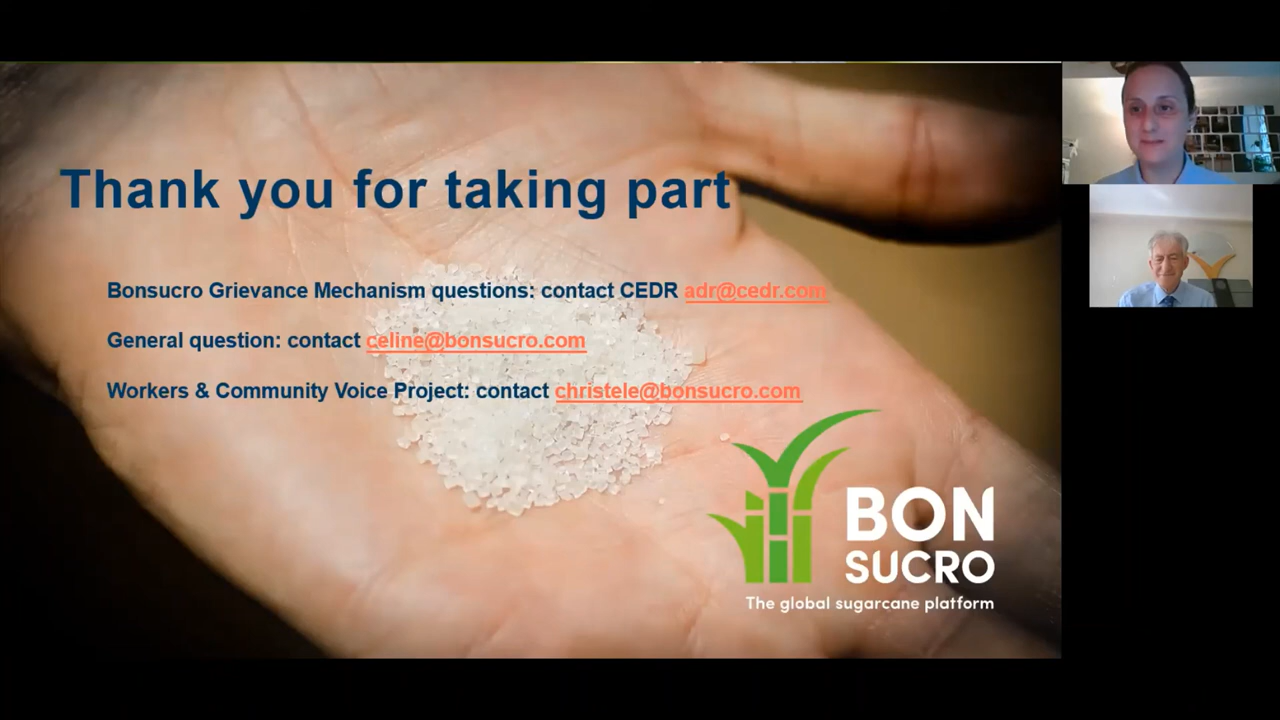 Thank you for taking part
Bonsucro Grievance Mechanism questions: contact CEDR adr@cedr.com
General question: contact celine@bonsucro.com
Workers & Community Voice Project: contact christele@bonsucro.com
BON
SUCRO
The global sugarcane platform